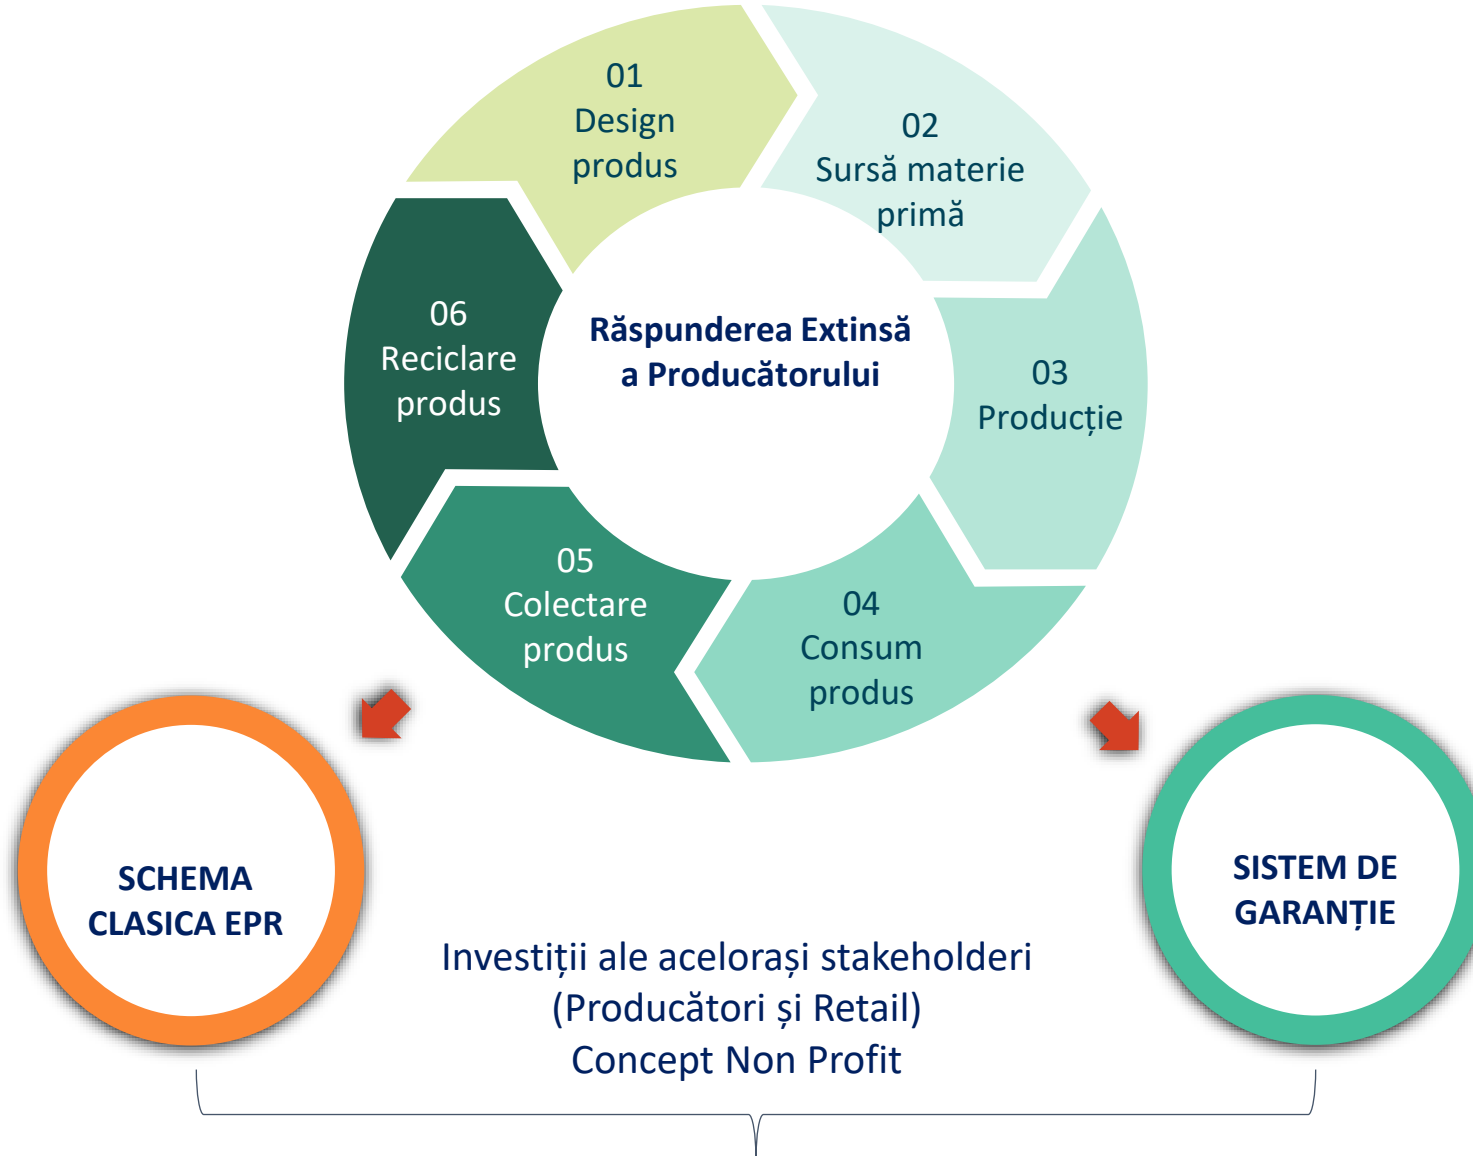 01
Design
produs
02
Sursă materie
primă
03
Producție
04
Consum
produs
05
Colectare
produs
06
Reciclare
produs
Răspunderea Extinsă
a Producătorului
SCHEMA
CLASICA EPR
SISTEM DE
GARANȚIE
Investiții ale acelorași stakeholderi
(Producători și Retail)
Concept Non Profit